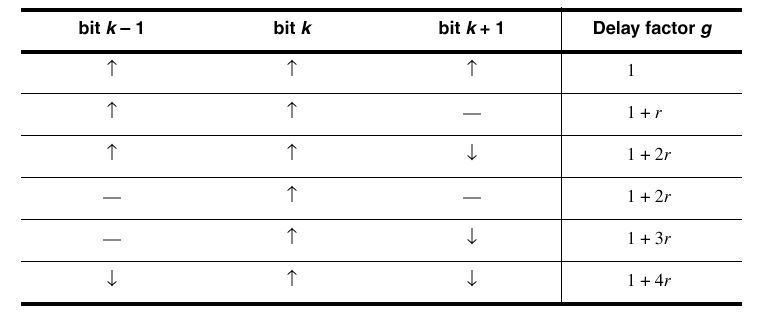 bit k – 1 bit k bit k + 1 Delay factor g
↑ ↑ ↑ 1
↑ ↑ — 1 + r
↑ ↑ ↓ 1 + 2r
— ↑ — 1 + 2r
— ↑ ↓ 1 + 3r
↓ ↑ ↓ 1 + 4r